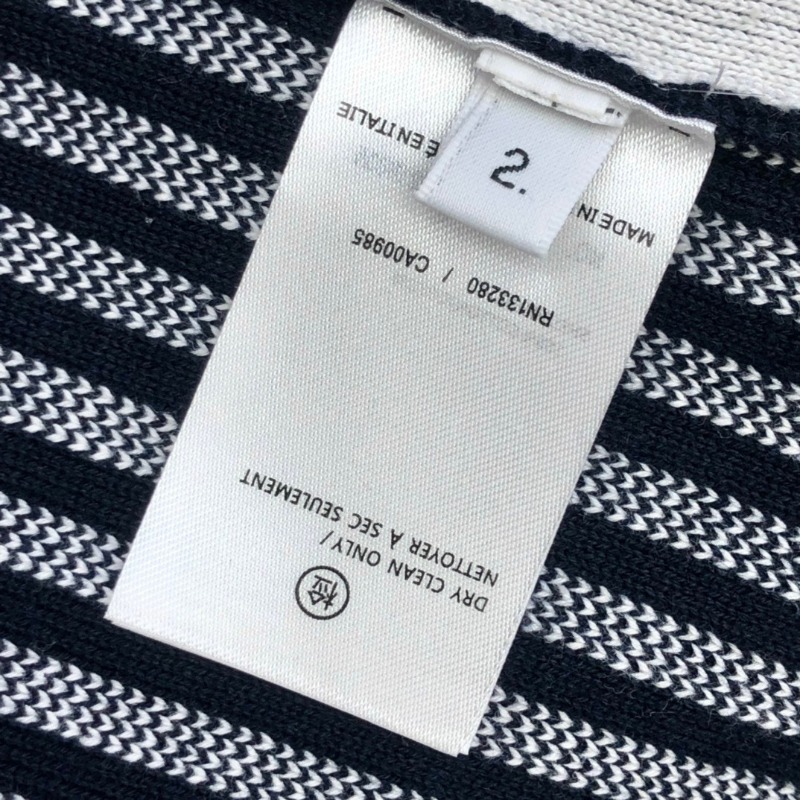 2.
DRY CLEAN ONLY/
NETTOYER À SEC SEULEMENT
RN133280 / CA00985
MADE IN
É EN ITALIE